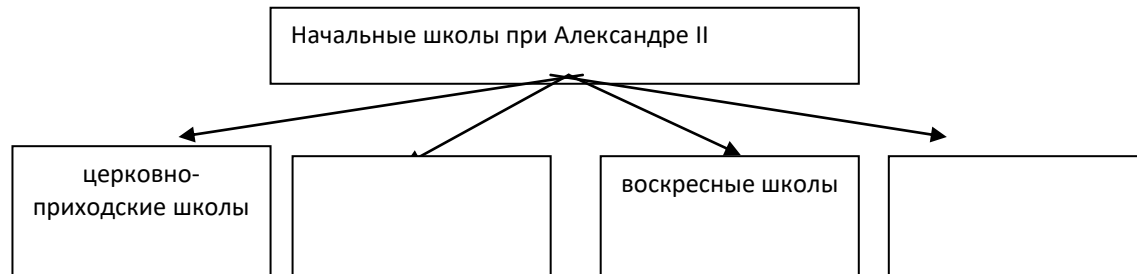 Начальные школы при Александре II
церковно-
приходские школы
воскресные школы